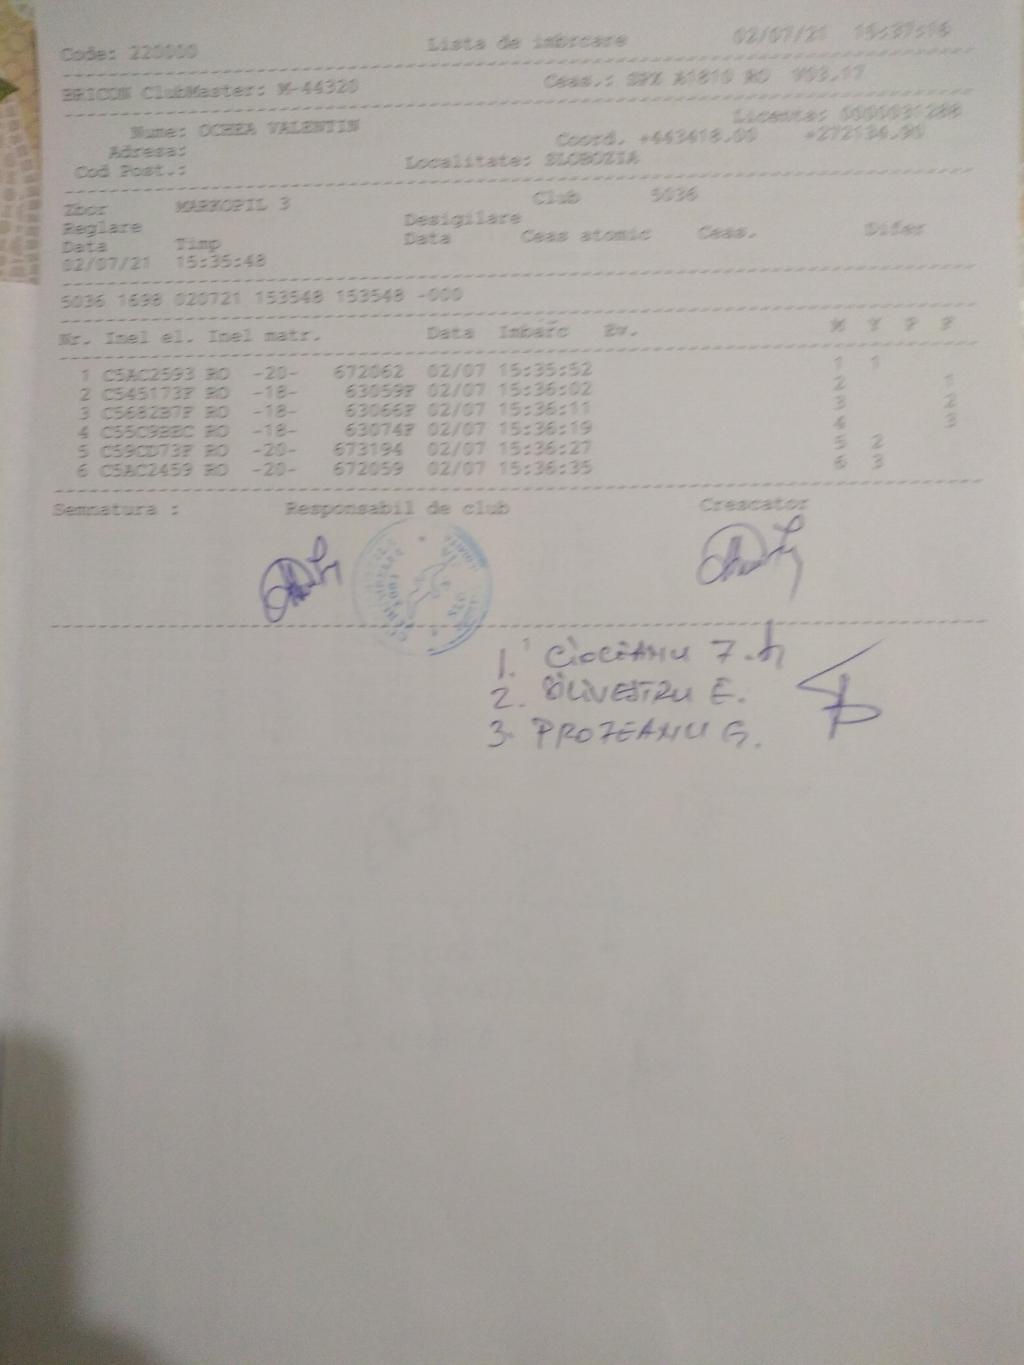 Code: 220000 Lista de imbrcare 02/07/21 15:37:16
BRICON ClubMaster: M-44320 Ceas.: SPX A1810 RO V03.17
Nume: OCHEA VALENTIN Licenta: 0000031288
Adresa: Coord. +443418.00 +272134.90
Cod Post.: Localitate: SLOBOZIA
Zbor MARKOPIL 3 Club 5036
Reglare Desigilare
Data Timp Data Ceas atomic Ceas. Difer
02/07/21 15:35:48
5036 1698 020721 153548 153548 -000
Nr. Inel el. Inel matr. Data Imbarc Ev. M Y P F
1 C5AC2593 RO -20- 672062 02/07 15:35:52 1 1
2 C545173F RO -18- 63059F 02/07 15:36:02 2 1
3 C5682B7F RO -18- 63066F 02/07 15:36:11 3 2
4 C55C9BEC RO -18- 63074F 02/07 15:36:19 4 3
5 C59CD73F RO -20- 673194 02/07 15:36:27 5 2
6 C5AC2459 RO -20- 672059 02/07 15:36:35 6 3
Semnatura : Responsabil de club Crescator
1. CIOCEANU
2. SILVESTRU E.
3. PROTEANU G.